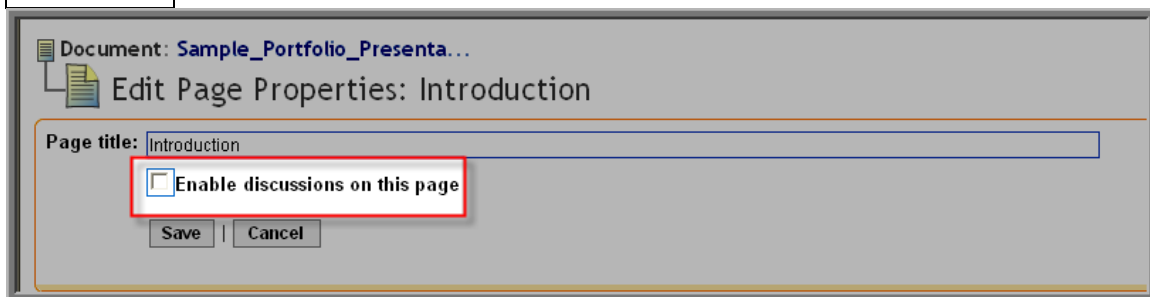 Document: Sample_Portfolio_Presenta...
Edit Page Properties: Introduction
Page title: Introduction
Enable discussions on this page
Save | Cancel